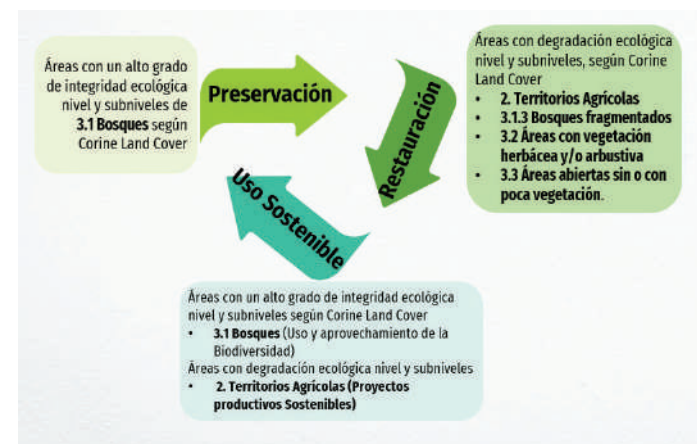 Áreas con un alto grado
de integridad ecológica
nivel y subniveles de
3.1 Bosques según
Corine Land Cover
Preservación
Restauración
Áreas con degradación ecológica
nivel y subniveles, según Corine
Land Cover
• 2. Territorios Agrícolas
• 3.1.3 Bosques fragmentados
• 3.2 Áreas con vegetación
herbácea y/o arbustiva
• 3.3 Áreas abiertas sin o con
poca vegetación.
Uso Sostenible
Áreas con un alto grado de integridad ecológica
nivel y subniveles según Corine Land Cover
• 3.1 Bosques (Uso y aprovechamiento de la
Biodiversidad)
Áreas con degradación ecológica nivel y subniveles
• 2. Territorios Agrícolas (Proyectos
productivos Sostenibles)